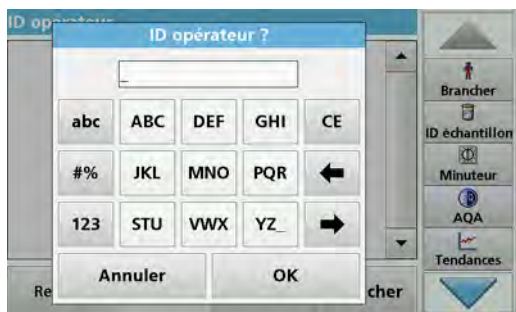 ID opérateur
ID opérateur ?
_
abc ABC DEF GHI CE
#% JKL MNO PQR
123 STU VWX YZ_
Annuler OK
Brancher
ID échantillon
Minuteur
AQA
Tendances